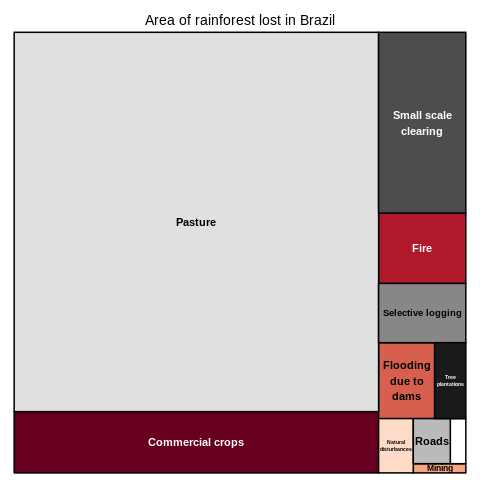 Area of rainforest lost in Brazil
Pasture
Small scale
clearing
Fire
Selective logging
Flooding
due to
dams
Tree
plantations
Commercial crops
Natural
disturbances
Roads
Mining